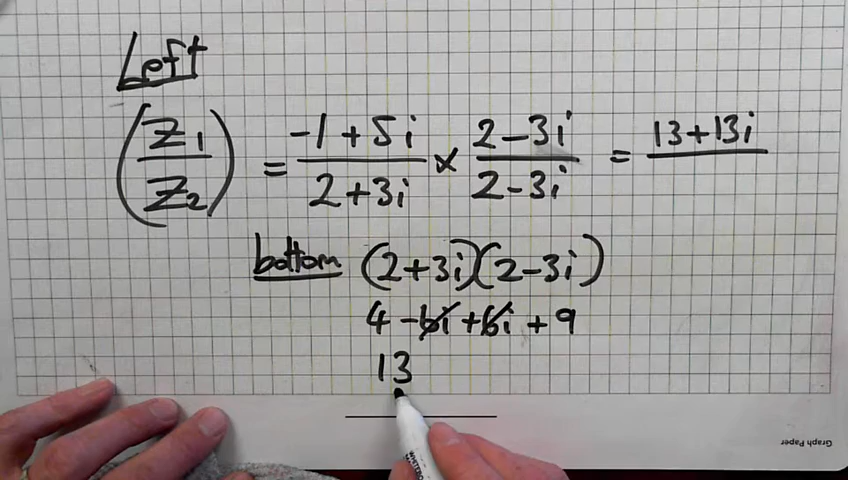 Left
(z₁/z₂) = (-1 + 5i)/(2 + 3i) × (2 - 3i)/(2 - 3i) = 13 + 13i
bottom (2 + 3i)(2 - 3i)
4 - 6i + 6i + 9
13
Graph Paper